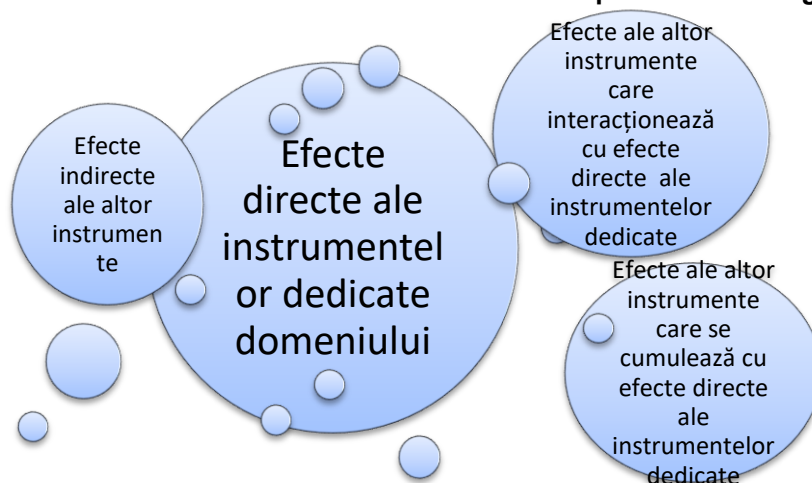 Efecte
indirecte
ale altor
instrumen
te
Efecte
directe ale
instrumentel
or dedicate
domeniului
Efecte ale altor
instrumente
care
interacționează
cu efecte
directe  ale
instrumentelor
dedicate
Efecte ale altor
instrumente
care se
cumulează cu
efecte directe
ale
instrumentelor
dedicate